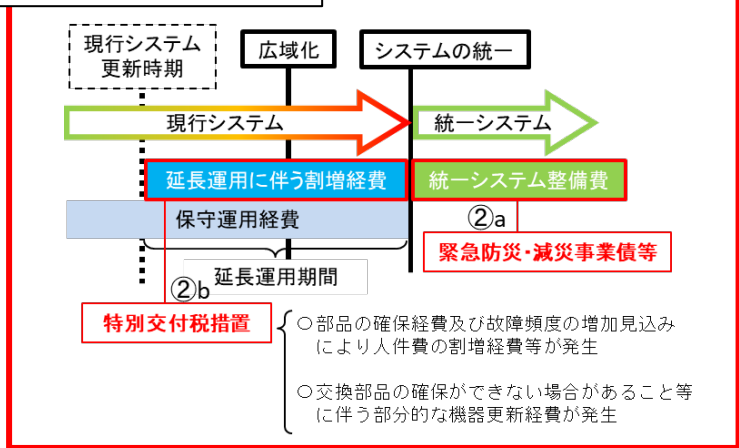 現行システム
更新時期
広域化
システムの統一
現行システム
統一システム
延長運用に伴う割増経費
統一システム整備費
保守運用経費
②a
緊急防災・減災事業債等
延長運用期間
②b
特別交付税措置
○部品の確保経費及び故障頻度の増加見込み
により人件費の割増経費等が発生
○交換部品の確保ができない場合があること等
に伴う部分的な機器更新経費が発生